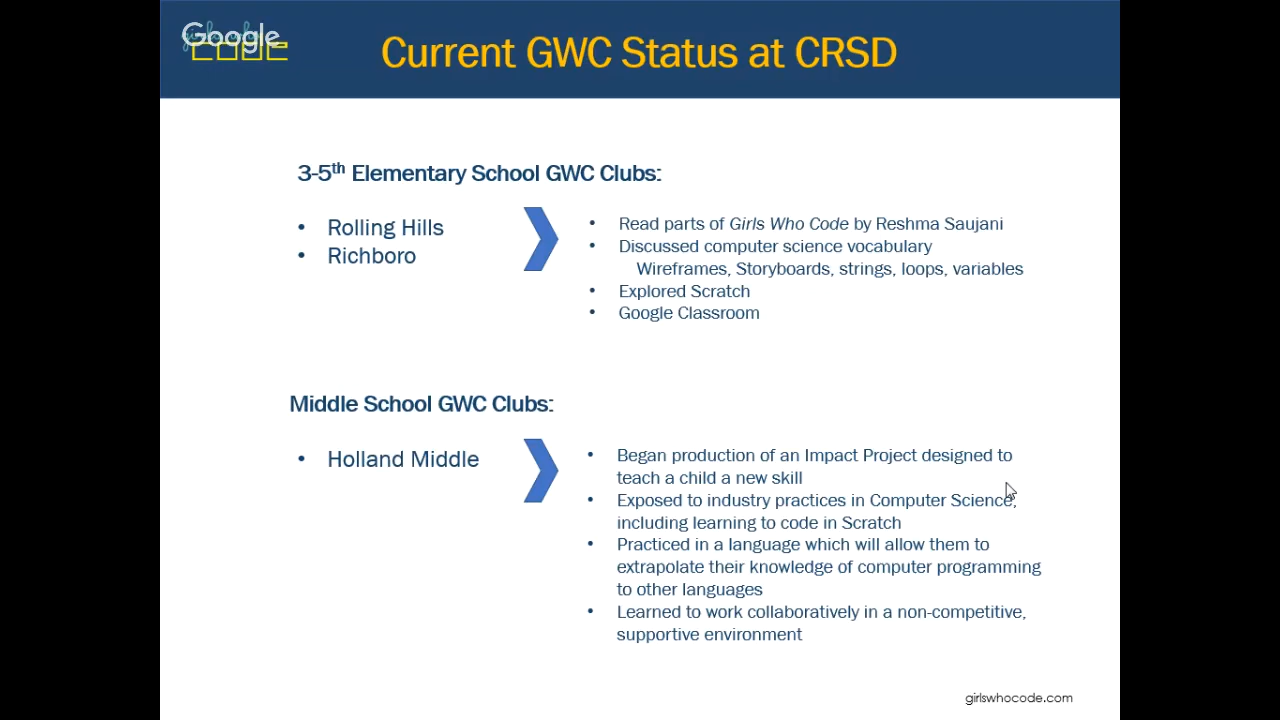 Google
girls who
CODE
Current GWC Status at CRSD
3-5th Elementary School GWC Clubs:
• Rolling Hills
• Richboro
• Read parts of Girls Who Code by Reshma Saujani
• Discussed computer science vocabulary
Wireframes, Storyboards, strings, loops, variables
• Explored Scratch
• Google Classroom
Middle School GWC Clubs:
• Holland Middle
• Began production of an Impact Project designed to
teach a child a new skill
• Exposed to industry practices in Computer Science,
including learning to code in Scratch
• Practiced in a language which will allow them to
extrapolate their knowledge of computer programming
to other languages
• Learned to work collaboratively in a non-competitive,
supportive environment
girlswhocode.com